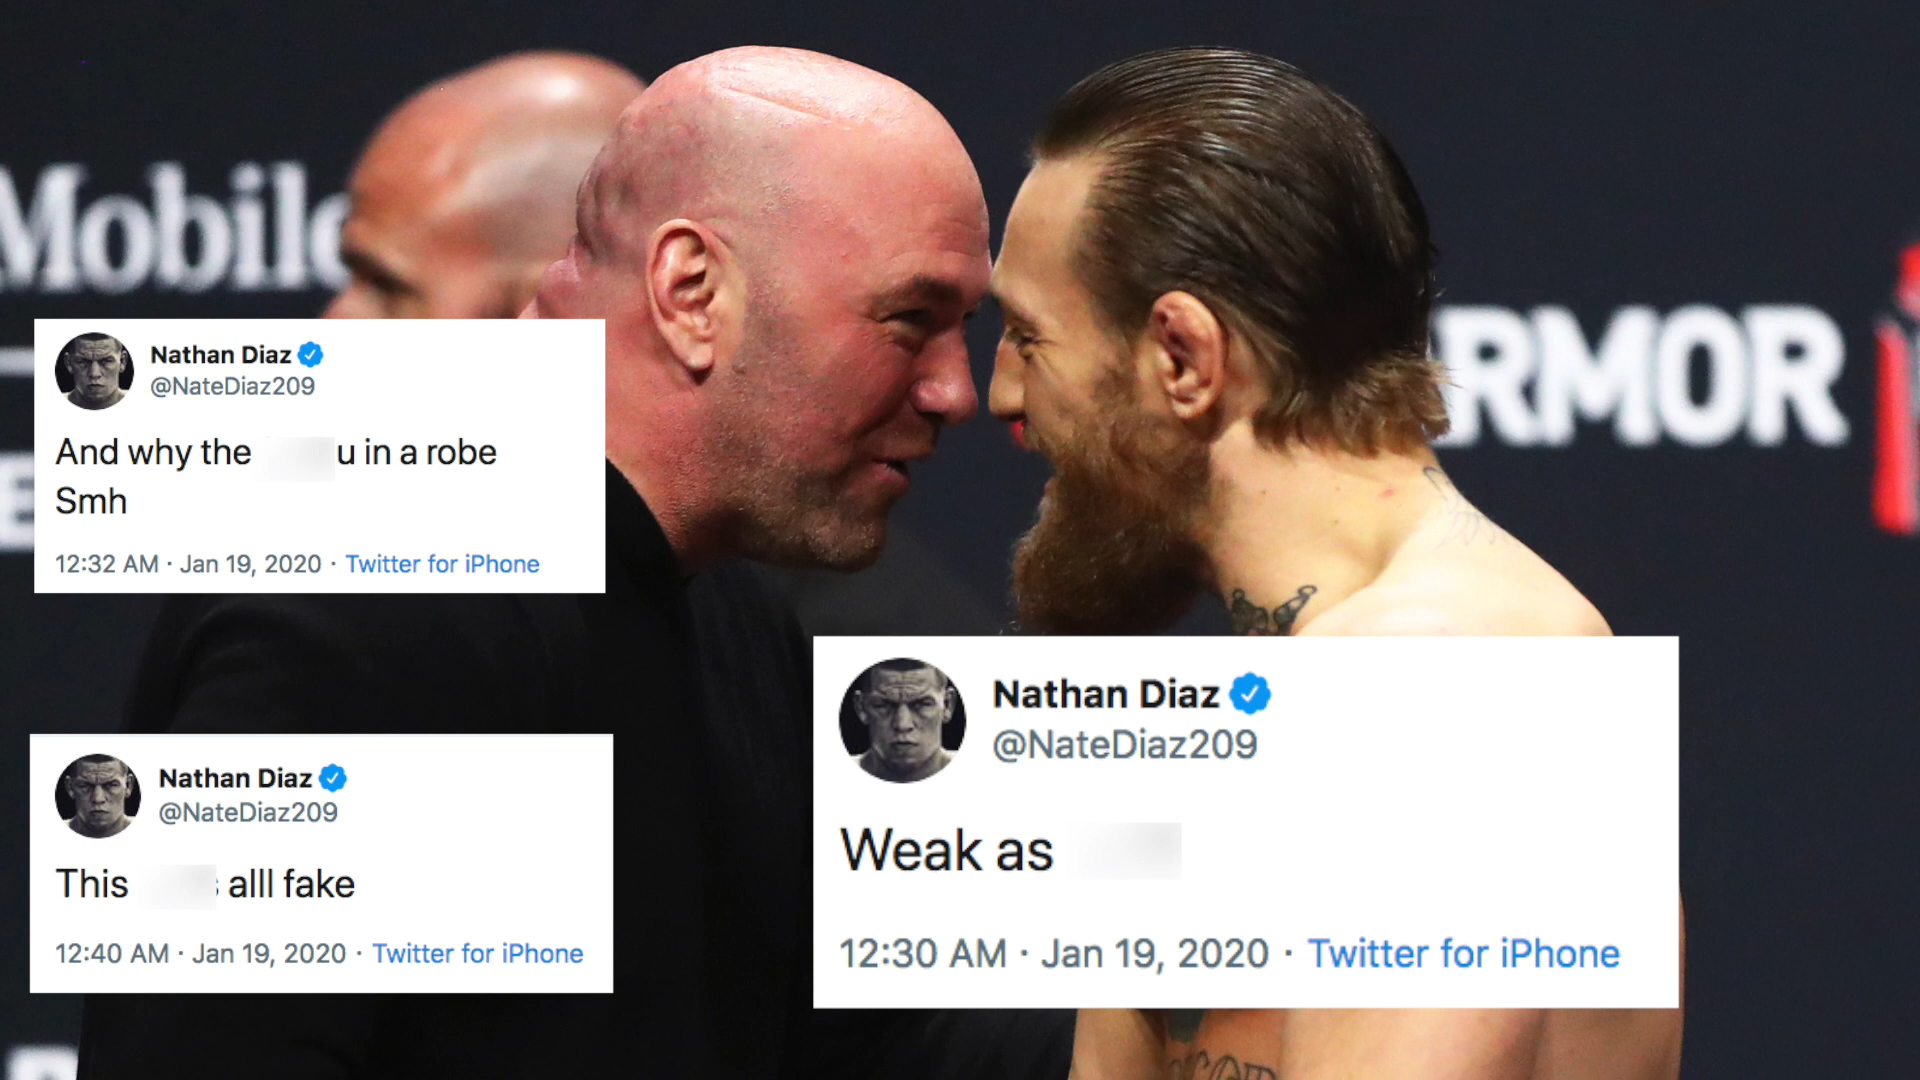 Mobile
RMOR
Nathan Diaz
@NateDiaz209
And why the u in a robe
Smh
12:32 AM · Jan 19, 2020 · Twitter for iPhone
Nathan Diaz
@NateDiaz209
This alll fake
12:40 AM · Jan 19, 2020 · Twitter for iPhone
Nathan Diaz
@NateDiaz209
Weak as
12:30 AM · Jan 19, 2020 · Twitter for iPhone